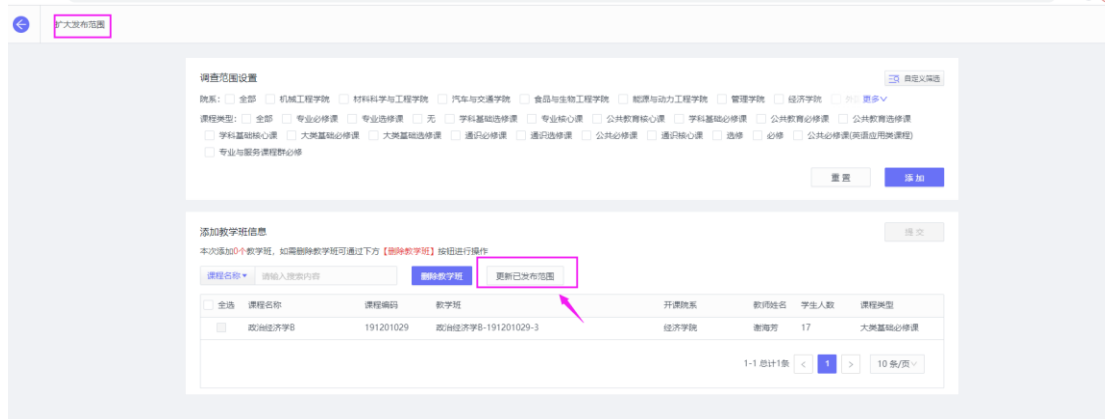 扩大发布范围
调查范围设置 自定义筛选
院系: 全部 机械工程学院 材料科学与工程学院 汽车与交通学院 食品与生物工程学院 能源与动力工程学院 管理学院 经济学院 更多
课程类型: 全部 专业必修课 专业选修课 无 学科基础选修课 专业核心课 公共教育核心课 学科基础必修课 公共教育必修课 公共教育选修课
学科基础核心课 大类基础必修课 大类基础选修课 通识必修课 通识选修课 公共必修课 通识核心课 选修 必修 公共必修课(英语应用类课程)
专业与服务课程群必修
重置 添加
添加教学班信息 提交
本次添加0个教学班，如需删除教学班可通过下方【删除教学班】按钮进行操作
课程名称 请输入搜索内容 删除教学班 更新已发布范围
全选 课程名称 课程编码 教学班 开课院系 教师姓名 学生人数 课程类型
政治经济学B 191201029 政治经济学B-191201029-3 经济学院 谢海芳 17 大类基础必修课
1-1 总计1条 < 1 > 10 条/页